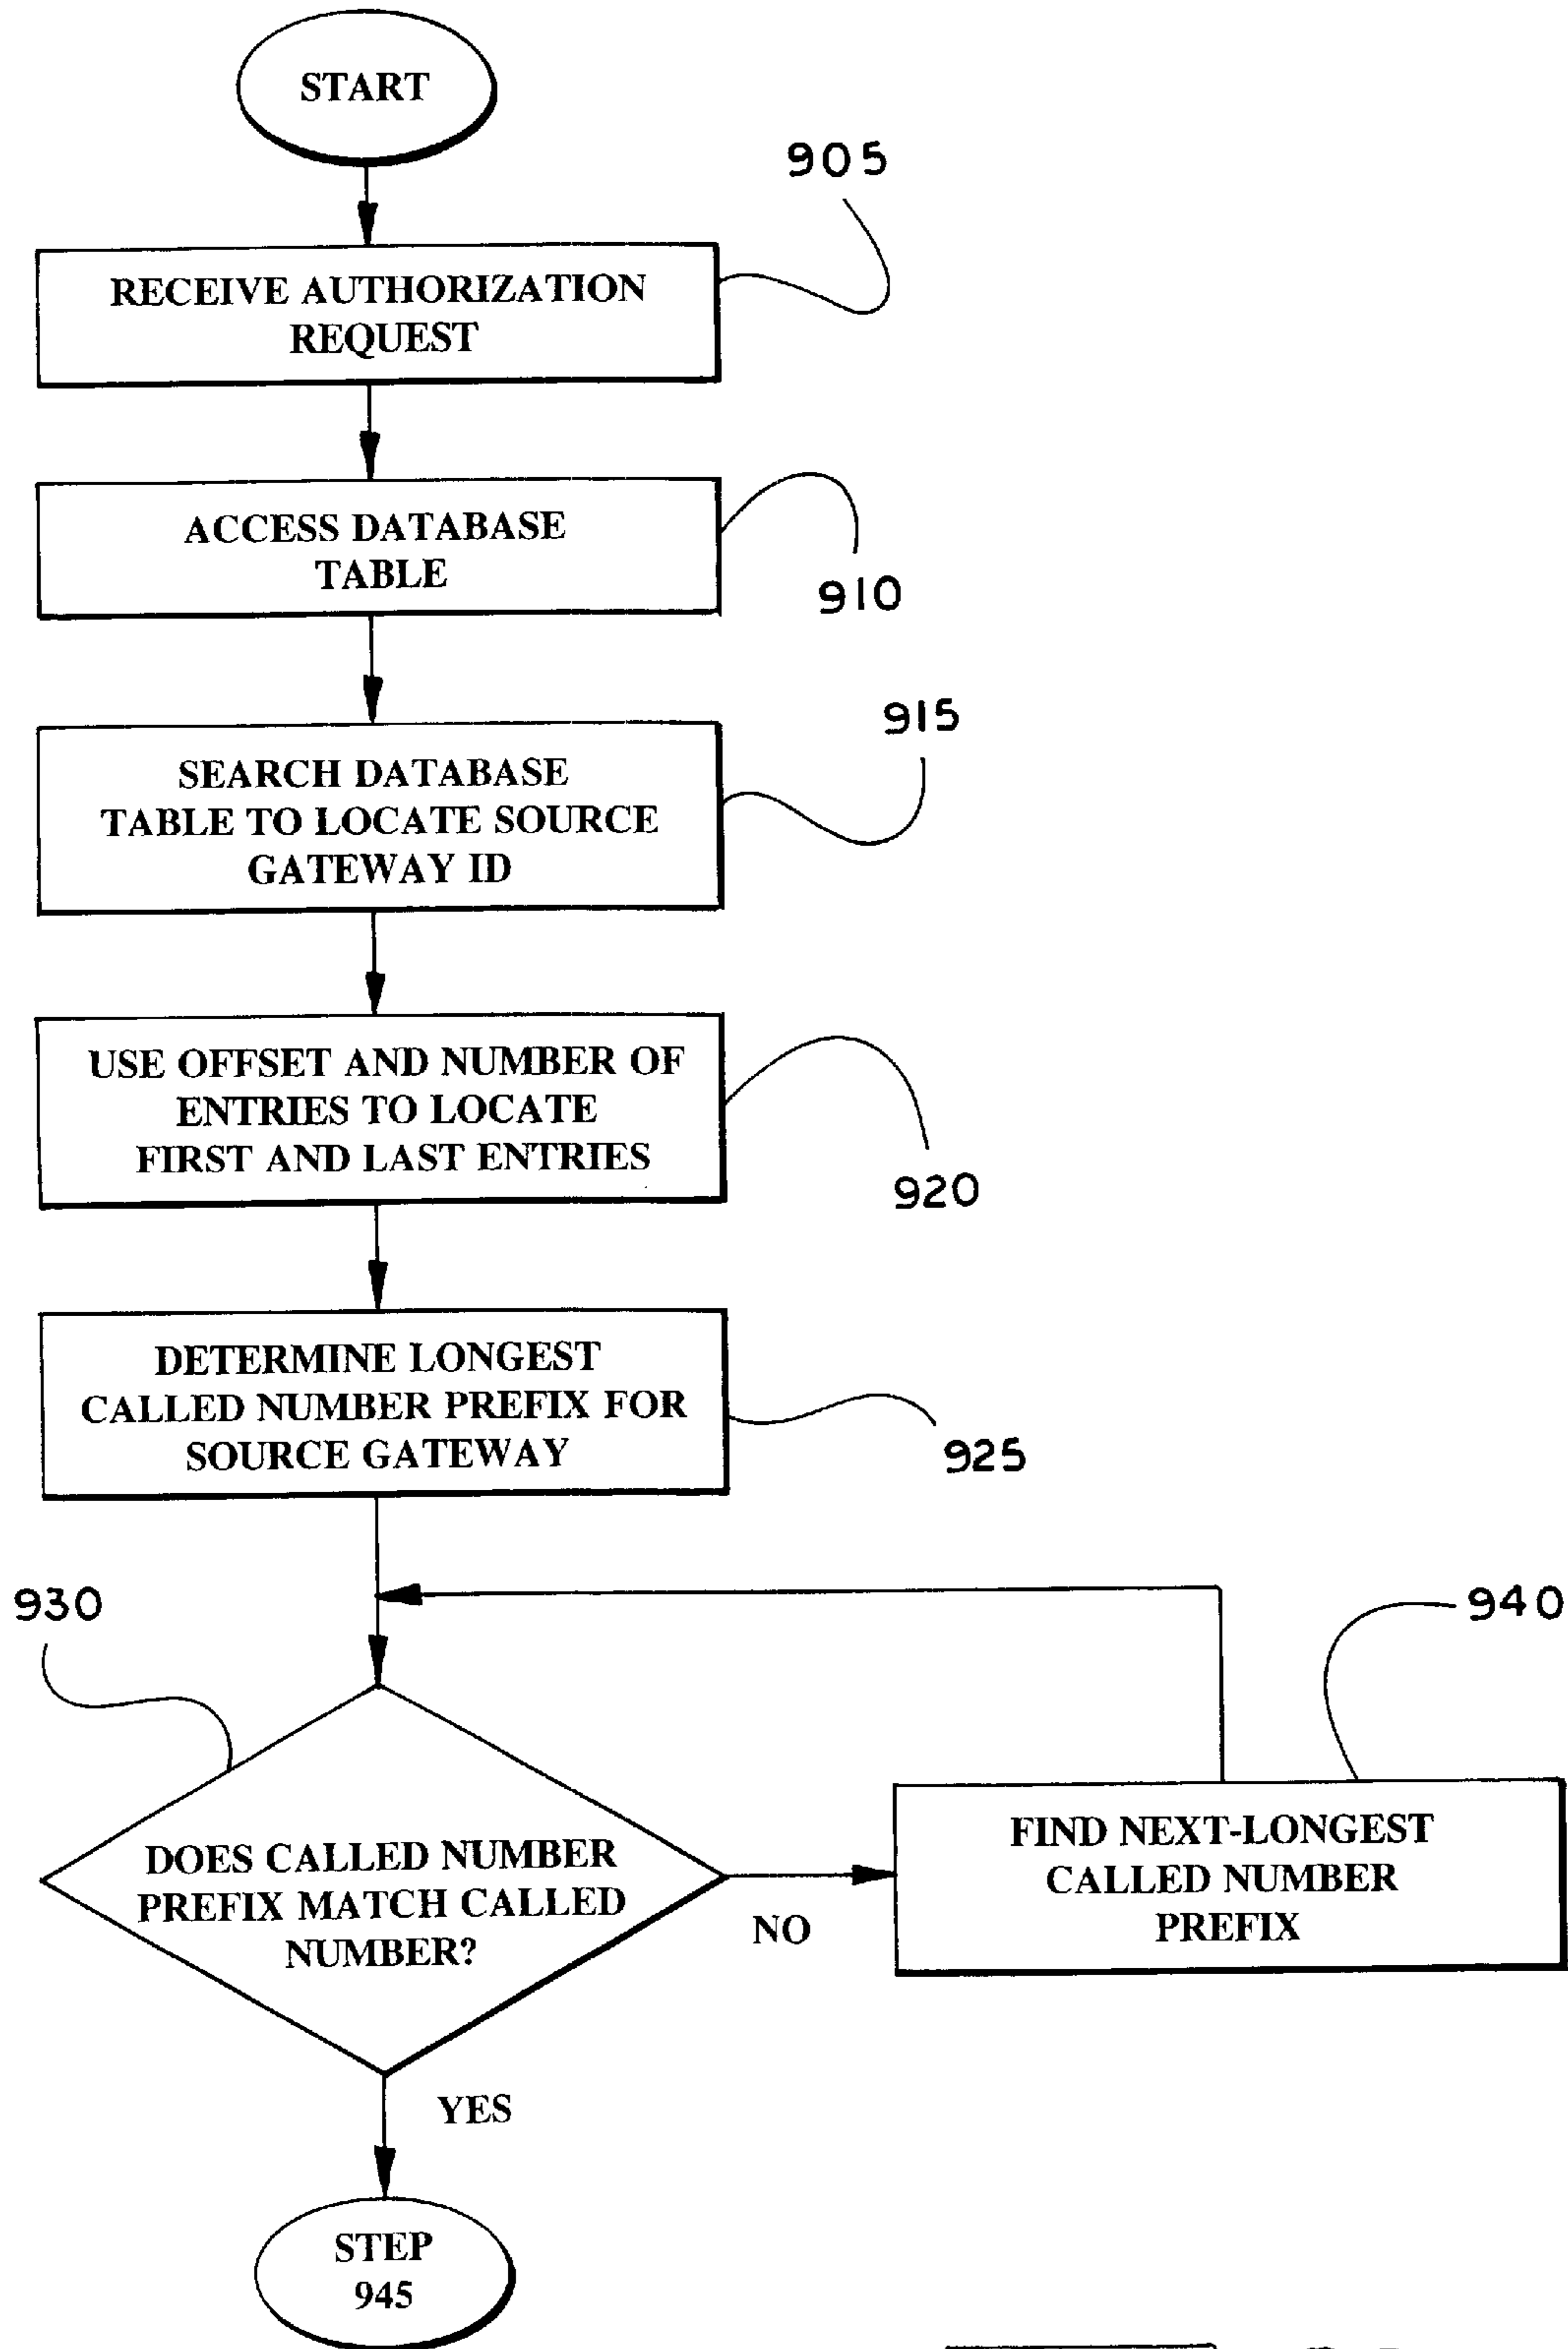 START
905
RECEIVE AUTHORIZATION
REQUEST
ACCESS DATABASE
TABLE
910
915
SEARCH DATABASE
TABLE TO LOCATE SOURCE
GATEWAY ID
USE OFFSET AND NUMBER OF
ENTRIES TO LOCATE
FIRST AND LAST ENTRIES
920
DETERMINE LONGEST
CALLED NUMBER PREFIX FOR
SOURCE GATEWAY
925
930
940
DOES CALLED NUMBER
PREFIX MATCH CALLED
NUMBER?
NO
FIND NEXT-LONGEST
CALLED NUMBER
PREFIX
YES
STEP
945